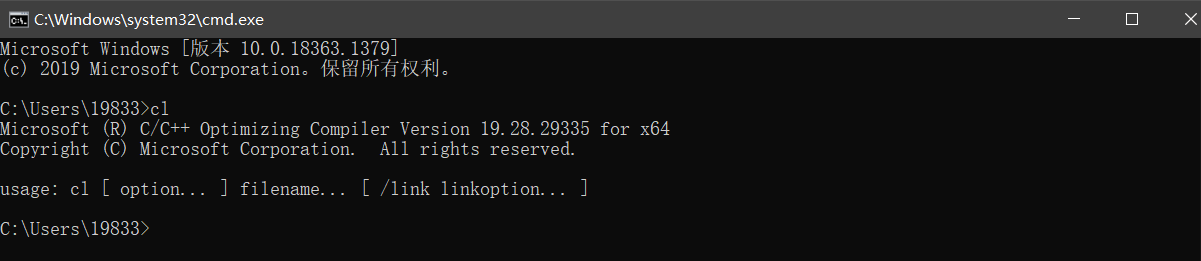 C:\Windows\system32\cmd.exe
Microsoft Windows [版本 10.0.18363.1379]
(c) 2019 Microsoft Corporation。保留所有权利。
C:\Users\19833>cl
Microsoft (R) C/C++ Optimizing Compiler Version 19.28.29335 for x64
Copyright (C) Microsoft Corporation.  All rights reserved.
usage: cl [ option... ] filename... [ /link linkoption... ]
C:\Users\19833>